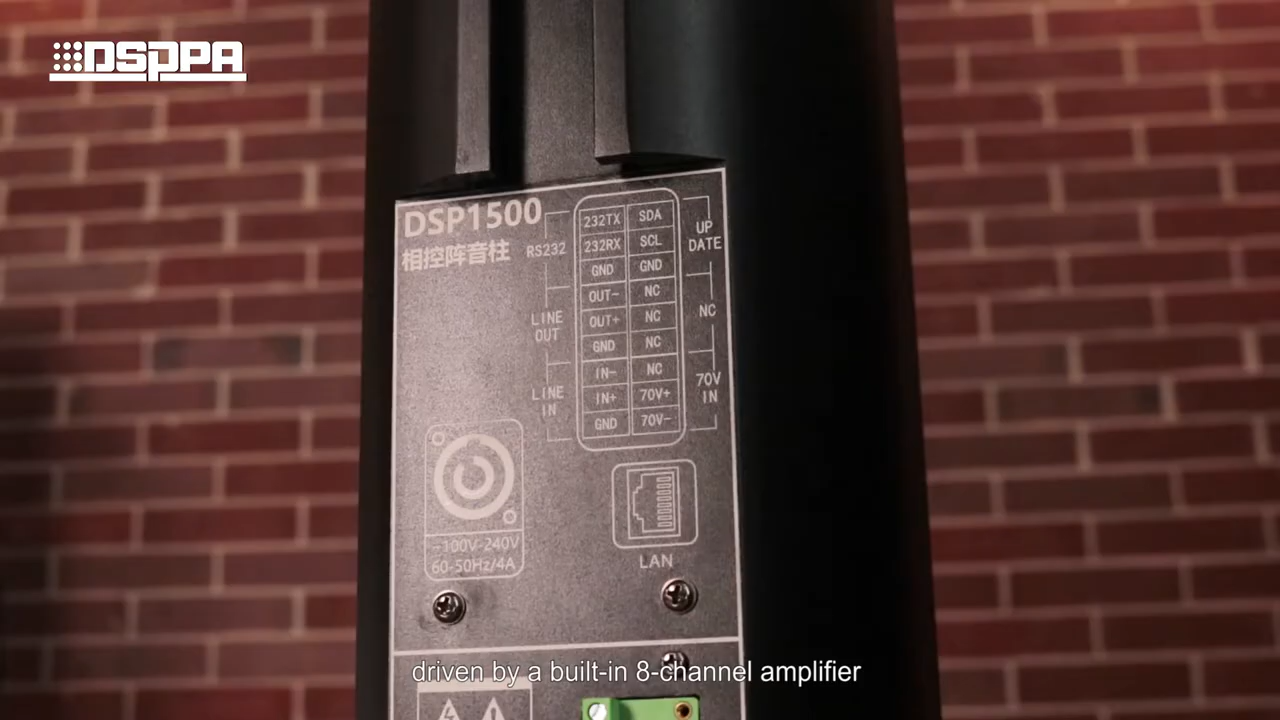 DSPPA
DSP1500
相控阵音柱
RS232
232TX SDA
232RX SCL
GND GND
OUT- NC
OUT+ NC
GND NC
IN- NC
IN+ 70V+
GND 70V-
UP
DATE
LINE
OUT
NC
LINE
IN
70V
IN
~100V-240V
60-50Hz/4A
LAN
driven by a built-in 8-channel amplifier